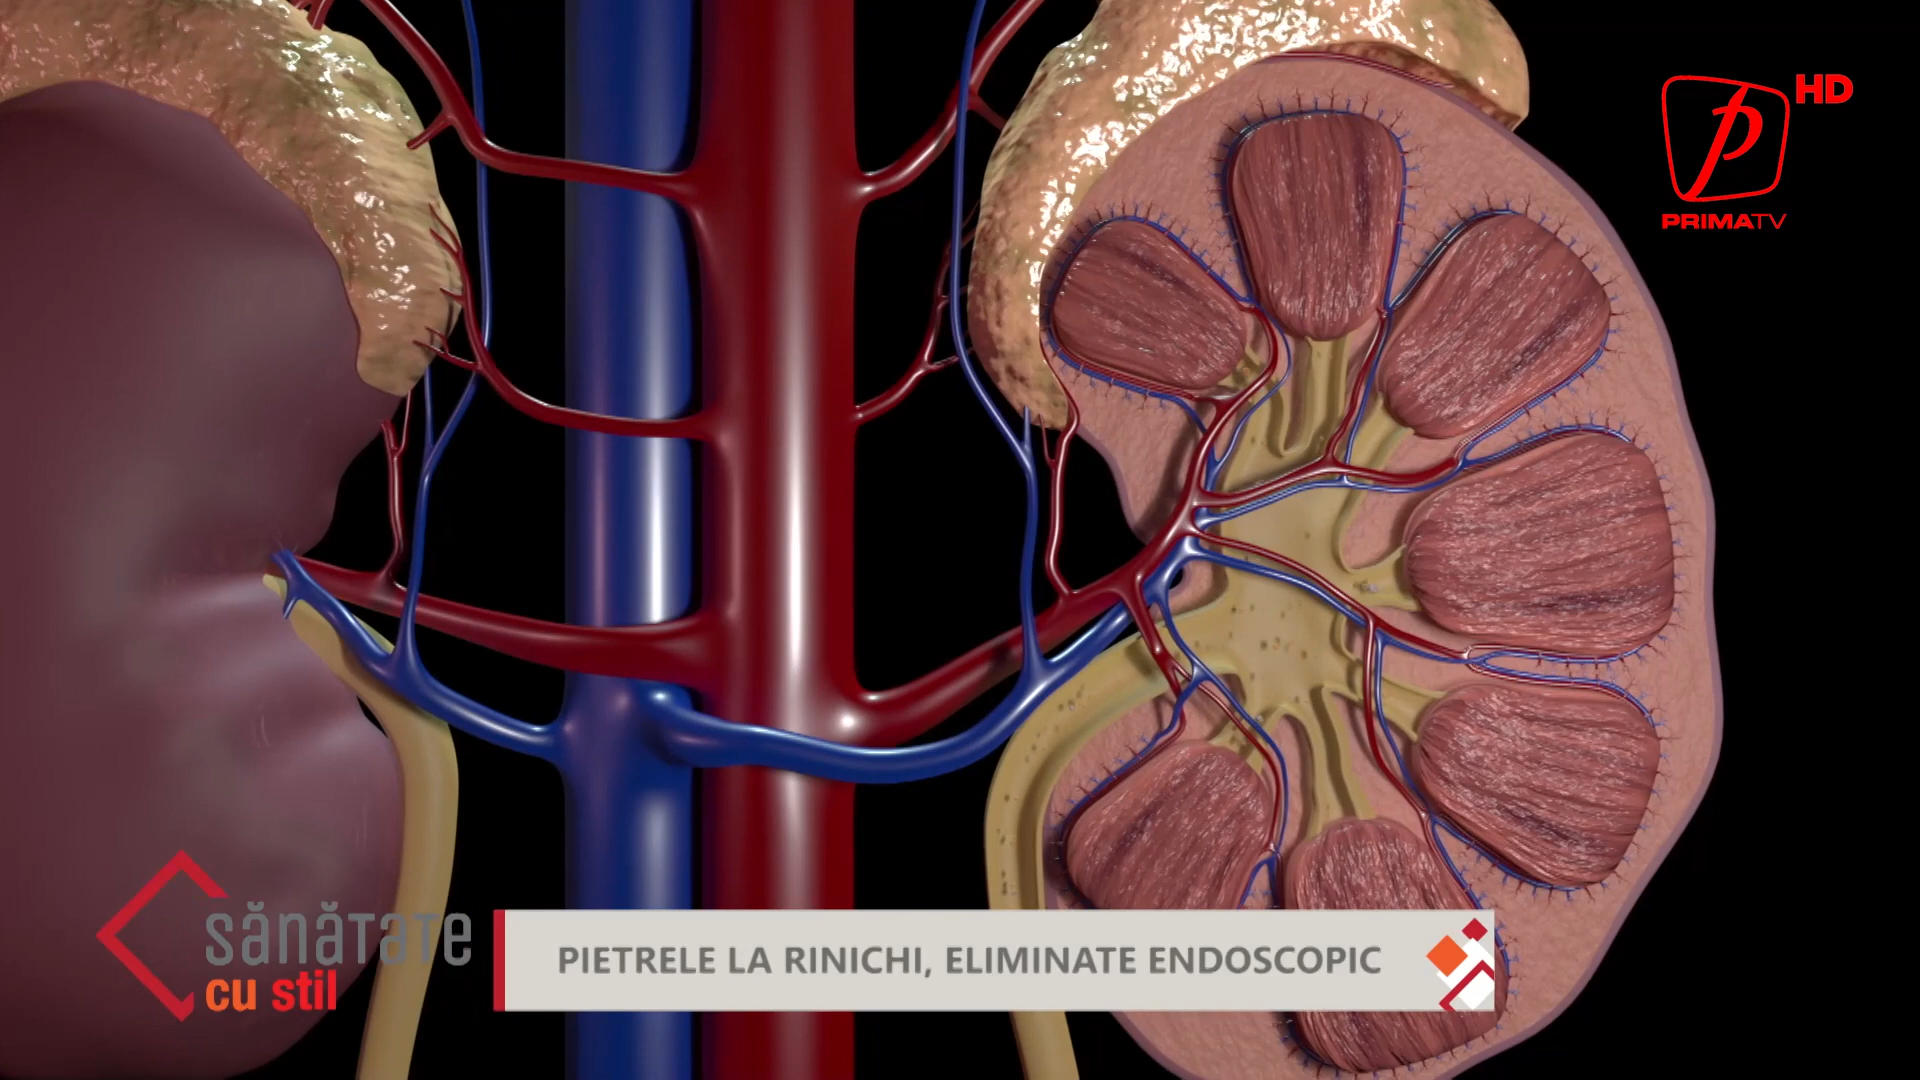 HD
PRIMATV
sănătate
cu stil
PIETRELE LA RINICHI, ELIMINATE ENDOSCOPIC